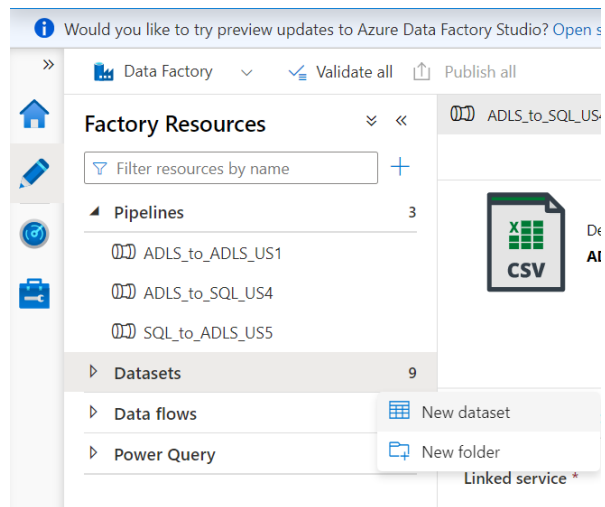 Would you like to try preview updates to Azure Data Factory Studio? Open s
Data Factory Validate all Publish all
Factory Resources
ADLS_to_SQL_US4
Filter resources by name
Pipelines 3
ADLS_to_ADLS_US1
ADLS_to_SQL_US4
SQL_to_ADLS_US5
CSV
De
AD
Datasets 9
Data flows
Power Query
New dataset
New folder
Linked service *